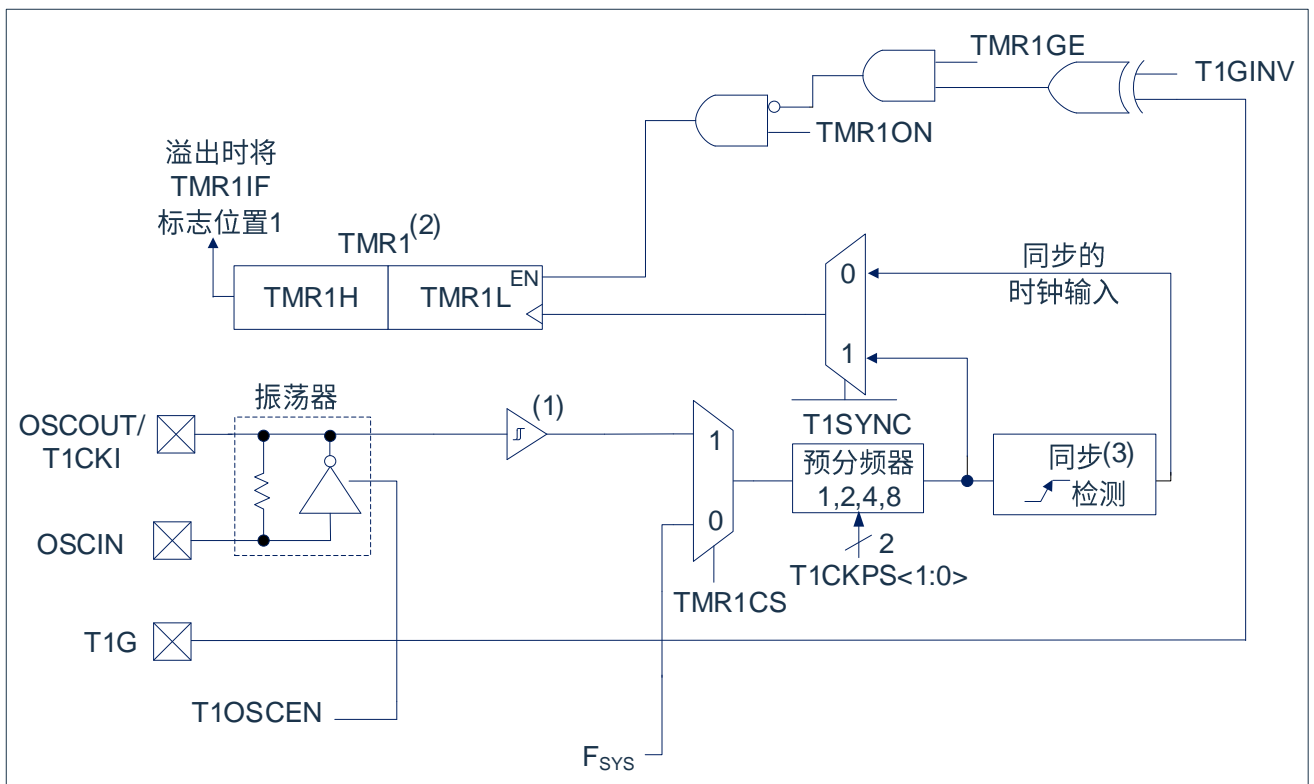 TMR1GE
T1GINV
TMR1ON
溢出时将
TMR1IF
标志位置1
TMR1(2)
EN
TMR1H
TMR1L
0
1
同步的
时钟输入
T1SYNC
振荡器
(1)
OSCOUT/
T1CKI
OSCIN
1
0
TMR1CS
预分频器
1,2,4,8
2
T1CKPS<1:0>
同步(3)
检测
T1G
T1OSCEN
FSYS